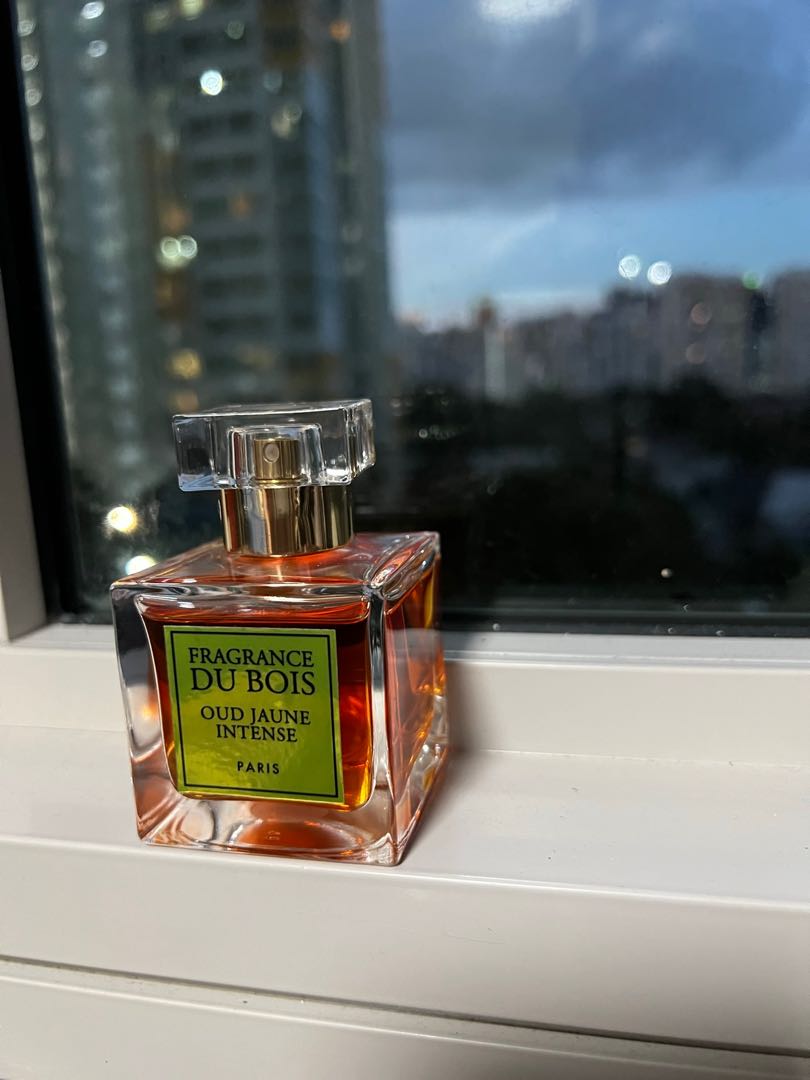 FRAGRANCE
DU BOIS
OUD JAUNE
INTENSE
PARIS